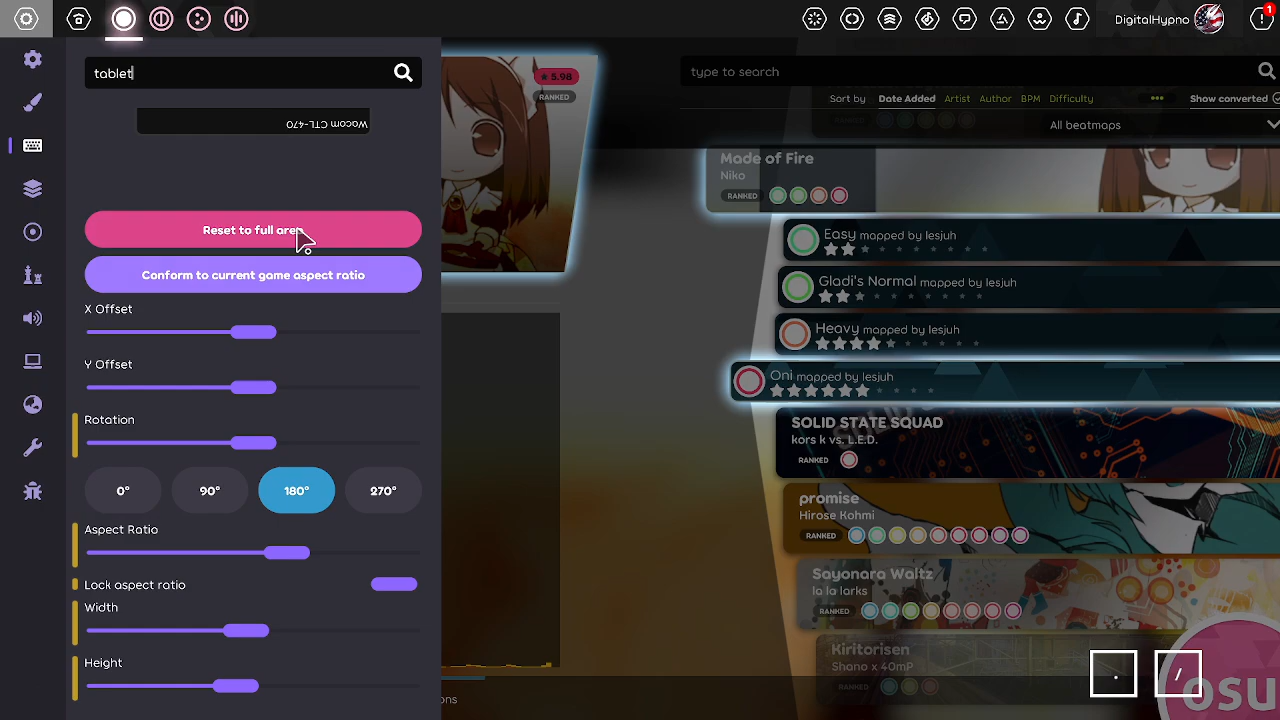 DigitalHypno
1
tablet
Wacom CTL-470
Reset to full area
Conform to current game aspect ratio
X Offset
Y Offset
Rotation
0°
90°
180°
270°
Aspect Ratio
Lock aspect ratio
Width
Height
5.98
RANKED
ons
type to search
Sort by
Date Added
Artist
Author
BPM
Difficulty
Show converted
All beatmaps
Made of Fire
Niko
RANKED
Easy mapped by lesjuh
Gladi's Normal mapped by lesjuh
Heavy mapped by lesjuh
Oni mapped by lesjuh
SOLID STATE SQUAD
kors k vs. L.E.D.
RANKED
promise
Hirose Kohmi
RANKED
Sayonara Waltz
la la larks
RANKED
Kiritorisen
Shano x 40mP
RANKED
.
/
osu